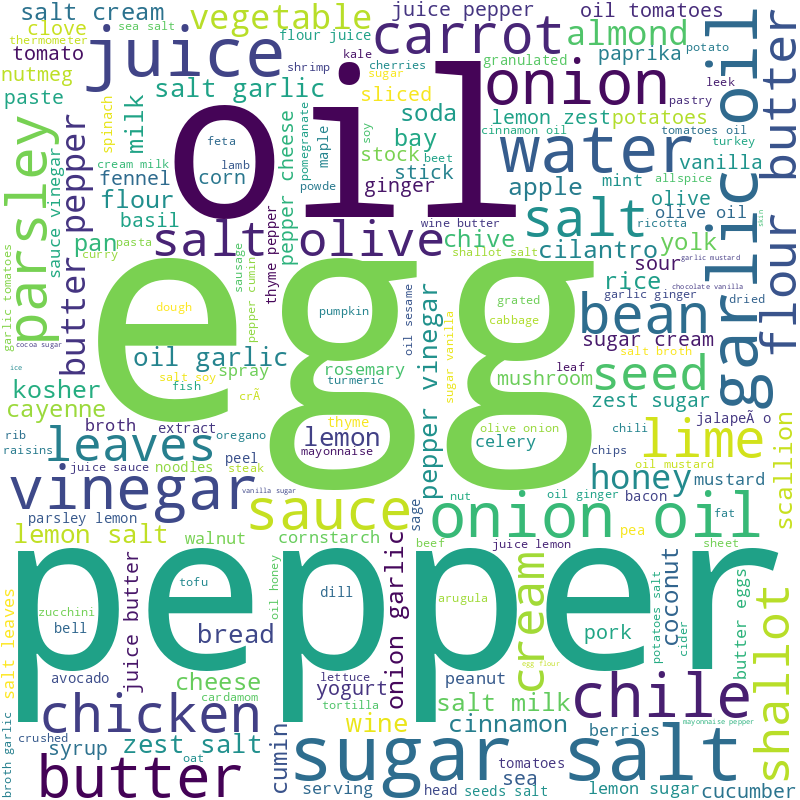 salt cream
sea salt
clove
thermometer
tomato
nutmeg
paste
juice
vegetable
flour juice
juice pepper
oil tomatoes
carrot
almond
kale
shrimp
cherries
granulated
paprika
potato
leek
pastry
salt garlic
sugar
sliced
onion
oil
spinach
milk
soda
lemon zest
potatoes
cinnamon oil
tomatoes oil
turkey
parsley
sauce vinegar
butter pepper
cream milk
feta
lamb
corn
pepper cheese
pomegranate
maple
soy
powde
bay
stock
beet
stick
ginger
water
vanilla
fennel
flour
basil
apple
mint
allspice
olive
olive oil
ricotta
skin
garlic oil
flour butter
pan
pasta
curry
salt olive
wine butter
chive
shallot salt
salt
cilantro
yolk
sour
rice
garlic mustard
chocolate vanilla
garlic tomatoes
cocoa sugar
ice
sausage
pepper cumin
thyme pepper
egg
dough
pumpkin
grated
cabbage
oil sesame
garlic ginger
dried
bean
oil garlic
salt soy
fish
spray
crÃ
rosemary
turmeric
pepper vinegar
sugar vanilla
leaf
mushroom
sugar cream
salt broth
seed
zest sugar
kosher
cayenne
rib
raisins
broth
extract
oregano
leaves
peel
juice sauce
noodles
steak
thyme
lemon
mayonnaise
olive onion
celery
chips
chili
jalapeÃ o
lime
oil mustard
scallion
vinegar
vanilla sugar
sauce
sage
nut
oil ginger
bacon
honey
mustard
fat
parsley lemon
lemon salt
walnut
cornstarch
onion oil
pea
beef
juice lemon
sheet
pepper
salt leaves
zucchini
bell
tofu
oil honey
dill
onion garlic
arugula
cream
pork
coconut
potatoes salt
cider
butter eggs
shallot
bread
juice butter
avocado
cheese
cardamom
lettuce
yogurt
tortilla
peanut
egg flour
salt milk
chile
mayonnaise pepper
broth garlic
crushed
chicken
syrup
zest salt
oat
cumin
wine
cinnamon
berries
butter
sugar
serving
head
tomatoes
sea
seeds salt
salt
lemon sugar
cucumber